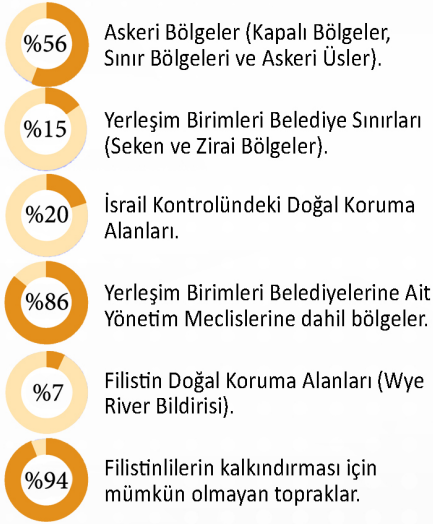 %56
Askeri Bölgeler (Kapalı Bölgeler,
Sınır Bölgeleri ve Askeri Üsler).
%15
Yerleşim Birimleri Belediye Sınırları
(Seken ve Zirai Bölgeler).
%20
İsrail Kontrolündeki Doğal Koruma
Alanları.
%86
Yerleşim Birimleri Belediyelerine Ait
Yönetim Meclislerine dahil bölgeler.
%7
Filistin Doğal Koruma Alanları (Wye
River Bildirisi).
%94
Filistinlilerin kalkındırması için
mümkün olmayan topraklar.